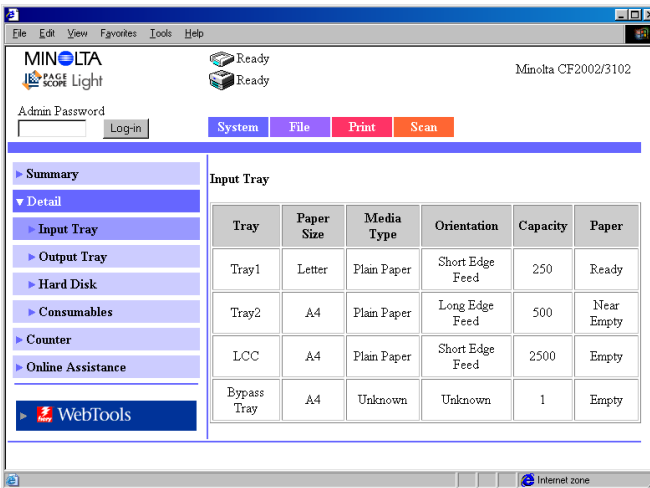 File Edit View Favorites Tools Help
MINOLTA
PAGE SCOPE Light
Ready
Ready
Minolta CF2002/3102
Admin Password
Log-in
System File Print Scan
Summary
Detail
Input Tray
Output Tray
Hard Disk
Consumables
Counter
Online Assistance
fiery WebTools
Input Tray
Tray Paper Size Media Type Orientation Capacity Paper
Tray1 Letter Plain Paper Short Edge Feed 250 Ready
Tray2 A4 Plain Paper Long Edge Feed 500 Near Empty
LCC A4 Plain Paper Short Edge Feed 2500 Empty
Bypass Tray A4 Unknown Unknown 1 Empty
Internet zone